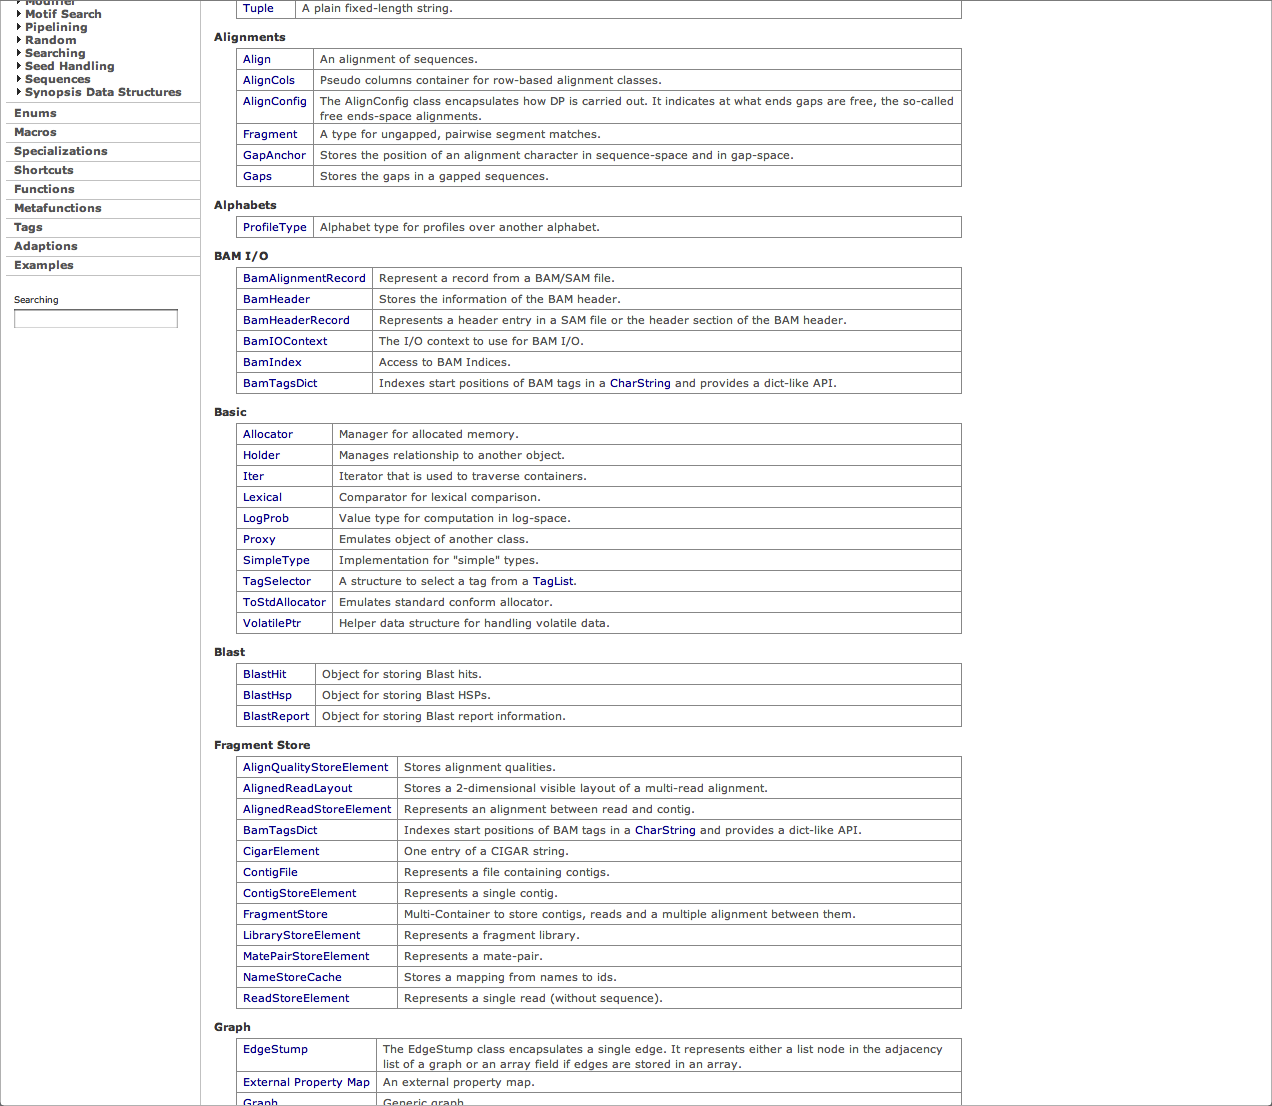 Modifier
Motif Search
Pipelining
Random
Searching
Seed Handling
Sequences
Synopsis Data Structures
Enums
Macros
Specializations
Shortcuts
Functions
Metafunctions
Tags
Adaptions
Examples
Searching
Tuple A plain fixed-length string.
Alignments
Align An alignment of sequences.
AlignCols Pseudo columns container for row-based alignment classes.
AlignConfig The AlignConfig class encapsulates how DP is carried out. It indicates at what ends gaps are free, the so-called
free ends-space alignments.
Fragment A type for ungapped, pairwise segment matches.
GapAnchor Stores the position of an alignment character in sequence-space and in gap-space.
Gaps Stores the gaps in a gapped sequences.
Alphabets
ProfileType Alphabet type for profiles over another alphabet.
BAM I/O
BamAlignmentRecord Represent a record from a BAM/SAM file.
BamHeader Stores the information of the BAM header.
BamHeaderRecord Represents a header entry in a SAM file or the header section of the BAM header.
BamIOContext The I/O context to use for BAM I/O.
BamIndex Access to BAM Indices.
BamTagsDict Indexes start positions of BAM tags in a CharString and provides a dict-like API.
Basic
Allocator Manager for allocated memory.
Holder Manages relationship to another object.
Iter Iterator that is used to traverse containers.
Lexical Comparator for lexical comparison.
LogProb Value type for computation in log-space.
Proxy Emulates object of another class.
SimpleType Implementation for "simple" types.
TagSelector A structure to select a tag from a TagList.
ToStdAllocator Emulates standard conform allocator.
VolatilePtr Helper data structure for handling volatile data.
Blast
BlastHit Object for storing Blast hits.
BlastHsp Object for storing Blast HSPs.
BlastReport Object for storing Blast report information.
Fragment Store
AlignQualityStoreElement Stores alignment qualities.
AlignedReadLayout Stores a 2-dimensional visible layout of a multi-read alignment.
AlignedReadStoreElement Represents an alignment between read and contig.
BamTagsDict Indexes start positions of BAM tags in a CharString and provides a dict-like API.
CigarElement One entry of a CIGAR string.
ContigFile Represents a file containing contigs.
ContigStoreElement Represents a single contig.
FragmentStore Multi-Container to store contigs, reads and a multiple alignment between them.
LibraryStoreElement Represents a fragment library.
MatePairStoreElement Represents a mate-pair.
NameStoreCache Stores a mapping from names to ids.
ReadStoreElement Represents a single read (without sequence).
Graph
EdgeStump The EdgeStump class encapsulates a single edge. It represents either a list node in the adjacency
list of a graph or an array field if edges are stored in an array.
External Property Map An external property map.
Graph Generic graph.